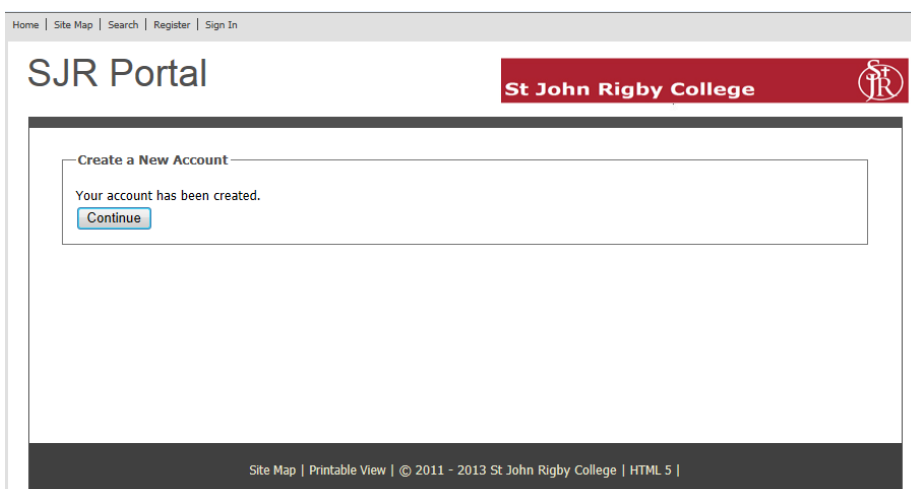 Home | Site Map | Search | Register | Sign In
SJR Portal
St John Rigby College
StJR
Create a New Account
Your account has been created.
Continue
Site Map | Printable View | © 2011 - 2013 St John Rigby College | HTML 5 |